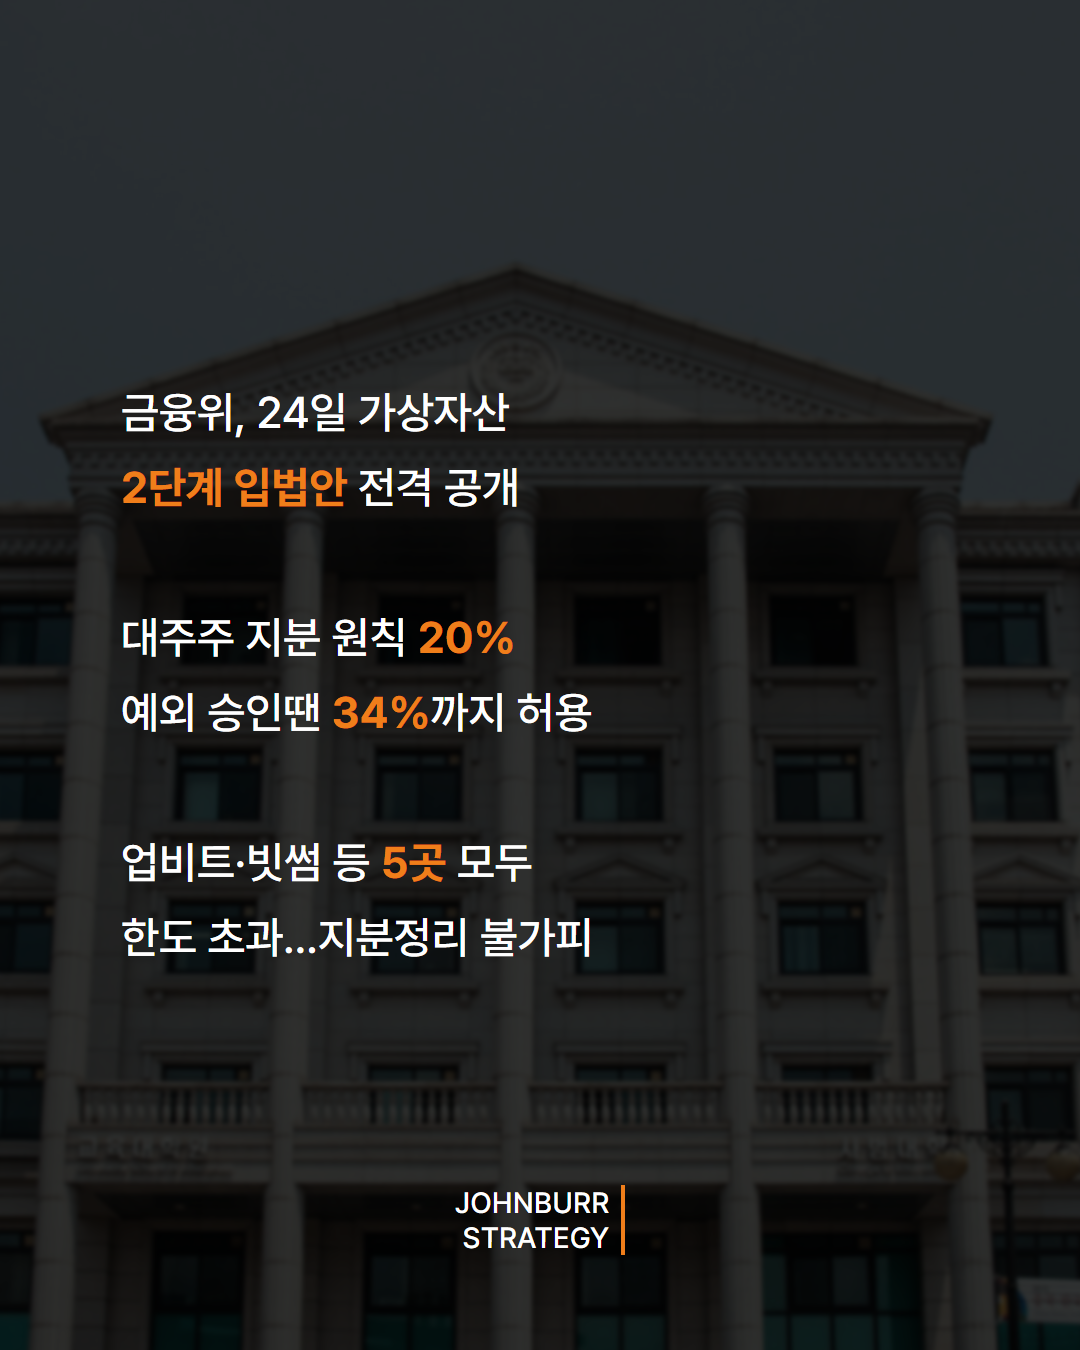 금융위, 24일 가상자산
2단계 입법안 전격 공개
대주주 지분 원칙 20%
예외 승인땐 34%까지 허용
업비트·빗썸 등 5곳 모두
한도 초과...지분정리 불가피
JOHNBURR
STRATEGY